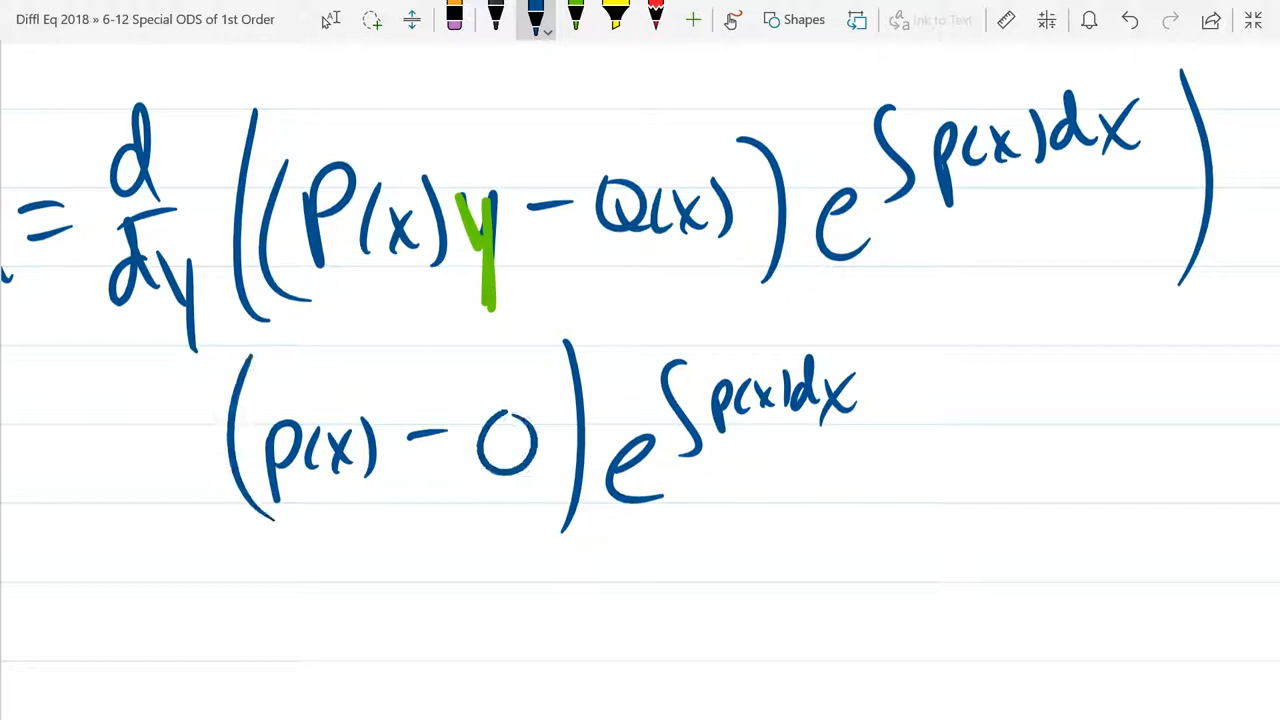 Diffl Eq 2018 » 6-12 Special ODS of 1st Order
Shapes
Ink to Text
= d/dy ((P(x)y - Q(x)) e^∫p(x)dx)
(p(x) - 0) e^∫p(x)dx